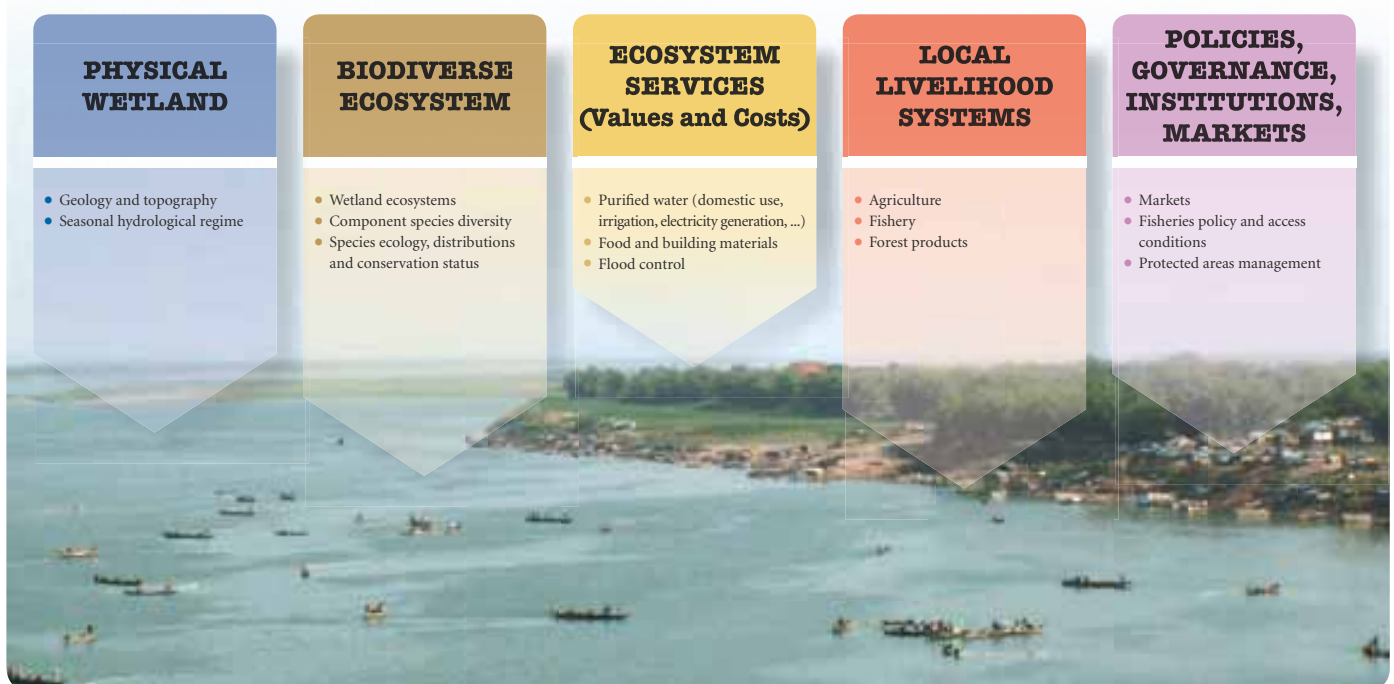 PHYSICAL
WETLAND
● Geology and topography
● Seasonal hydrological regime
BIODIVERSE
ECOSYSTEM
● Wetland ecosystems
● Component species diversity
● Species ecology, distributions
and conservation status
ECOSYSTEM
SERVICES
(Values and Costs)
● Purified water (domestic use,
irrigation, electricity generation, ...)
● Food and building materials
● Flood control
LOCAL
LIVELIHOOD
SYSTEMS
● Agriculture
● Fishery
● Forest products
POLICIES,
GOVERNANCE,
INSTITUTIONS,
MARKETS
● Markets
● Fisheries policy and access
conditions
● Protected areas management